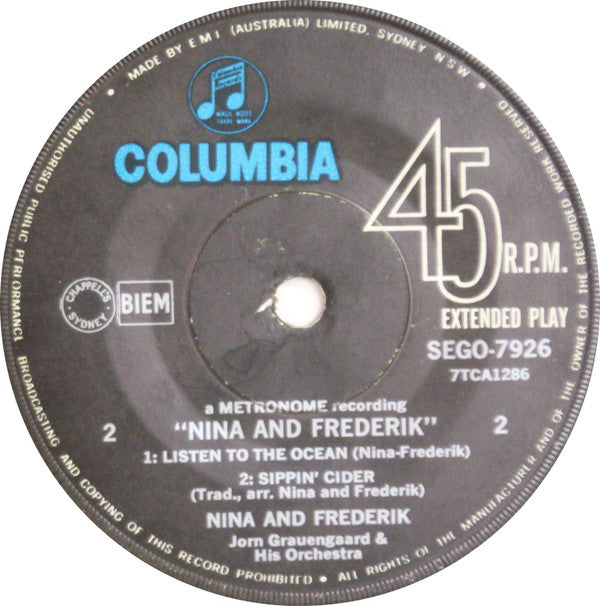 MADE BY E M I (AUSTRALIA) LIMITED, SYDNEY N S W •
UNAUTHORISED PUBLIC PERFORMANCE BROADCASTING AND COPYING OF THIS RECORD PROHIBITED • ALL RIGHTS OF THE MANUFACTURER AND OF THE OWNER OF THE RECORDED WORK RESERVED
Columbia
MAGIC NOTES
TRADE MARK
COLUMBIA
45
R.P.M.
EXTENDED PLAY
CHAPPELL'S
SYDNEY
BIEM
SEGO-7926
7TCA1286
a METRONOME recording
2 "NINA AND FREDERIK" 2
1: LISTEN TO THE OCEAN (Nina-Frederik)
2: SIPPIN' CIDER
(Trad., arr. Nina and Frederik)
NINA AND FREDERIK
Jorn Grauengaard &
His Orchestra